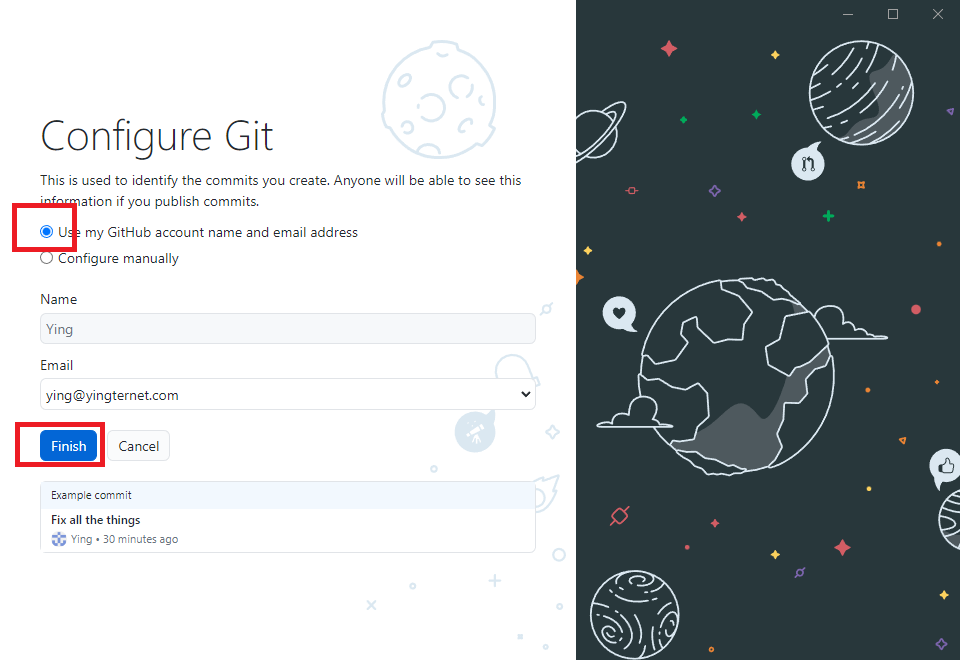 Configure Git
This is used to identify the commits you create. Anyone will be able to see this
information if you publish commits.
Use my GitHub account name and email address
Configure manually
Name
Ying
Email
ying@yingternet.com
Finish Cancel
Example commit
Fix all the things
Ying • 30 minutes ago